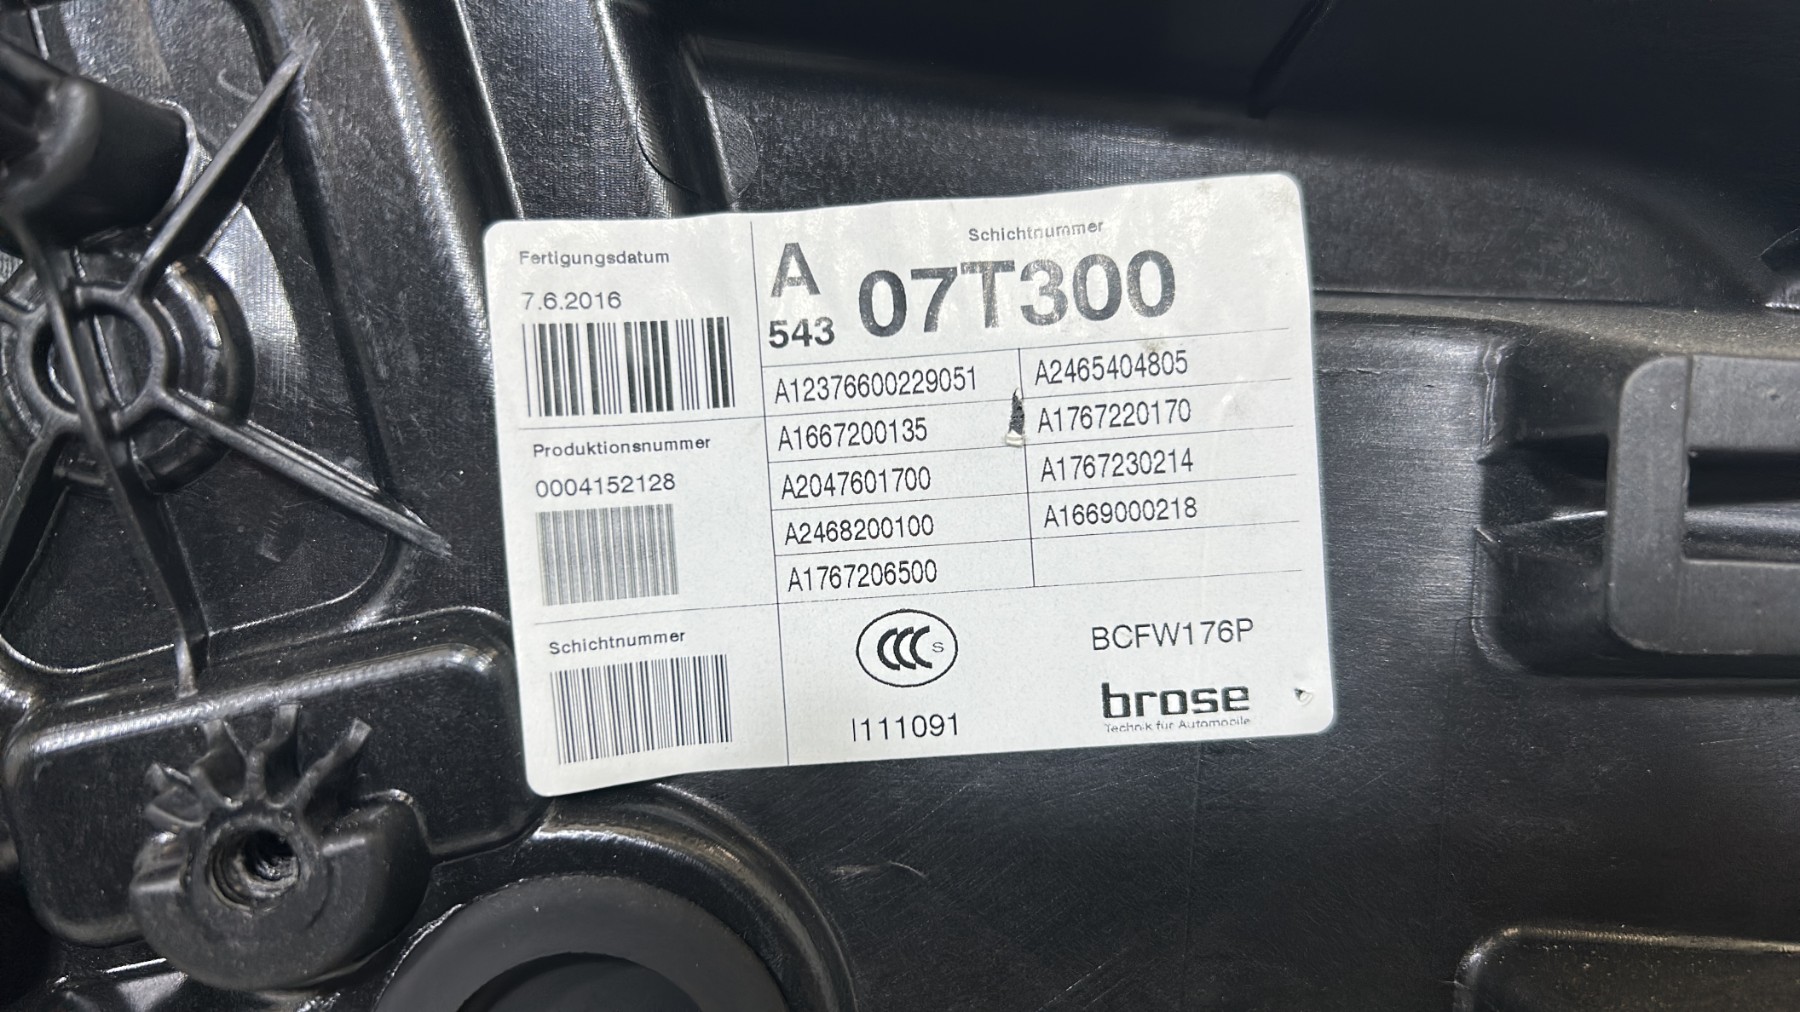 Fertigungsdatum
7.6.2016
Produktionsnummer
0004152128
Schichtnummer
A
543
Schichtnummer
07T300
A12376600229051
A1667200135
A2047601700
A2468200100
A1767206500
A2465404805
A1767220170
A1767230214
A1669000218
CCC S
I111091
BCFW176P
brose
Technik für Automobile